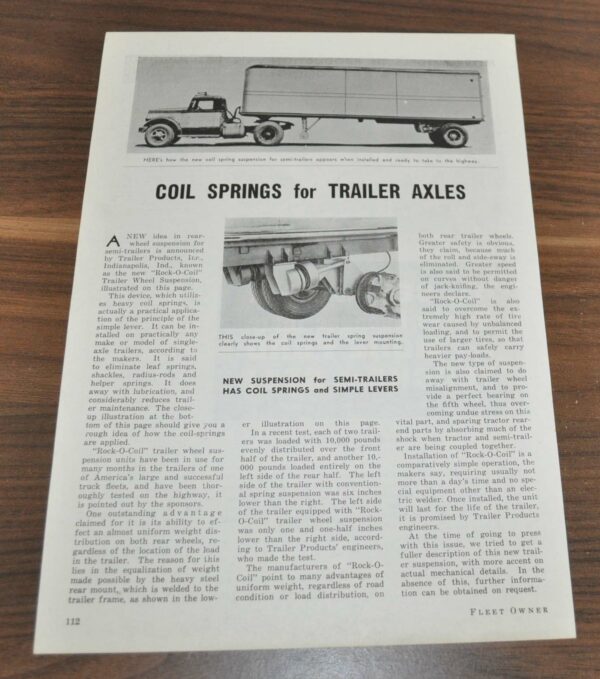 HERE's how the new coil spring suspension for semi-trailers appears when installed and ready to take to the highway.
COIL SPRINGS for TRAILER AXLES
A NEW idea in rear-
wheel suspension for
semi-trailers is announced
by Trailer Products, Inc.,
Indianapolis, Ind., known
as the new "Rock-O-Coil"
Trailer Wheel Suspension,
illustrated on this page.
This device, which utiliz-
es heavy coil springs, is
actually a practical applica-
tion of the principle of the
simple lever. It can be in-
stalled on practically any
make or model of single-
axle trailers, according to
the makers. It is said
to eliminate leaf springs,
shackles, radius-rods and
helper springs. It does
away with lubrication, and
considerably reduces trail-
er maintenance. The close-
up illustration at the bot-
tom of this page should give you a
rough idea of how the coil-springs
are applied.
"Rock-O-Coil" trailer wheel sus-
pension units have been in use for
many months in the trailers of one
of America's large and successful
truck fleets, and have been thor-
oughly tested on the highway, it
is pointed out by the sponsors.
One outstanding advantage
claimed for it is its ability to ef-
fect an almost uniform weight dis-
tribution on both rear wheels, re-
gardless of the location of the load
in the trailer. The reason for this
lies in the equalization of weight
made possible by the heavy steel
rear mount, which is welded to the
trailer frame, as shown in the low-
THIS close-up of the new trailer spring suspension
clearly shows the coil springs and the lever mounting.
NEW SUSPENSION for SEMI-TRAILERS
HAS COIL SPRINGS and SIMPLE LEVERS
er illustration on this page.
In a recent test, each of two trail-
ers was loaded with 10,000 pounds
evenly distributed over the front
half of the trailer, and another 10,-
000 pounds loaded entirely on the
left side of the rear half. The left
side of the trailer with convention-
al spring suspension was six inches
lower than the right. The left side
of the trailer equipped with "Rock-
O-Coil" trailer wheel suspension
was only one and one-half inches
lower than the right side, accord-
ing to Trailer Products' engineers,
who made the test.
The manufacturers of "Rock-O-
Coil" point to many advantages of
uniform weight, regardless of road
condition or load distribution, on
both rear trailer wheels.
Greater safety is obvious,
they claim, because much
of the roll and side-sway is
eliminated. Greater speed
is also said to be permitted
on curves without danger
of jack-knifing, the engi-
neers declare.
"Rock-O-Coil" is also
said to overcome the ex-
tremely high rate of tire
wear caused by unbalanced
loading, and to permit the
use of larger tires, so that
trailers can safely carry
heavier pay-loads.
The new type of suspen-
sion is also claimed to do
away with trailer wheel
misalignment, and to pro-
vide a perfect bearing on
the fifth wheel, thus over-
coming undue stress on this
vital part, and sparing tractor rear-
end parts by absorbing much of the
shock when tractor and semi-trail-
er are being coupled together.
Installation of "Rock-O-Coil" is a
comparatively simple operation, the
makers say, requiring usually not
more than a day's time and no spe-
cial equipment other than an elec-
tric welder. Once installed, the unit
will last for the life of the trailer,
it is promised by Trailer Products
engineers.
At the time of going to press
with this issue, we tried to get a
fuller description of this new trail-
er suspension, with more accent on
actual mechanical details. In the
absence of this, further informa-
tion can be obtained on request.
112
FLEET OWNER